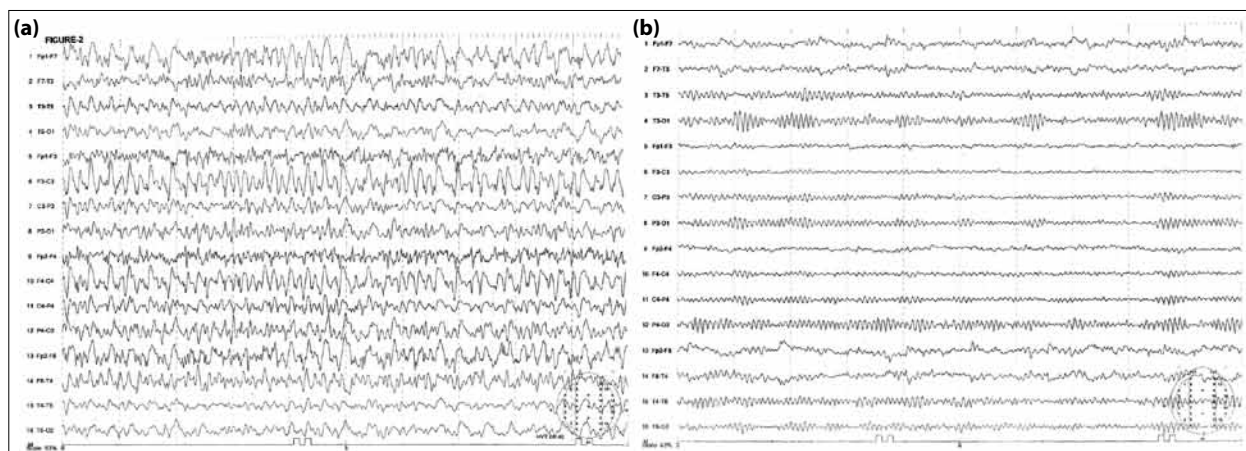 (a)
FIGURE-2
1 Fp1-F7
2 F7-T3
3 T3-T5
4 T5-O1
5 Fp1-F3
6 F3-C3
7 C3-P3
8 P3-O1
9 Fp2-F4
10 F4-C4
11 C4-P4
12 P4-O2
13 Fp2-F8
14 F8-T4
15 T4-T6
16 T6-O2
(b)
1 Fp1-F7
2 F7-T3
3 T3-T5
4 T5-O1
5 Fp1-F3
6 F3-C3
7 C3-P3
8 P3-O1
9 Fp2-F4
10 F4-C4
11 C4-P4
12 P4-O2
13 Fp2-F8
14 F8-T4
15 T4-T6
16 T6-O2